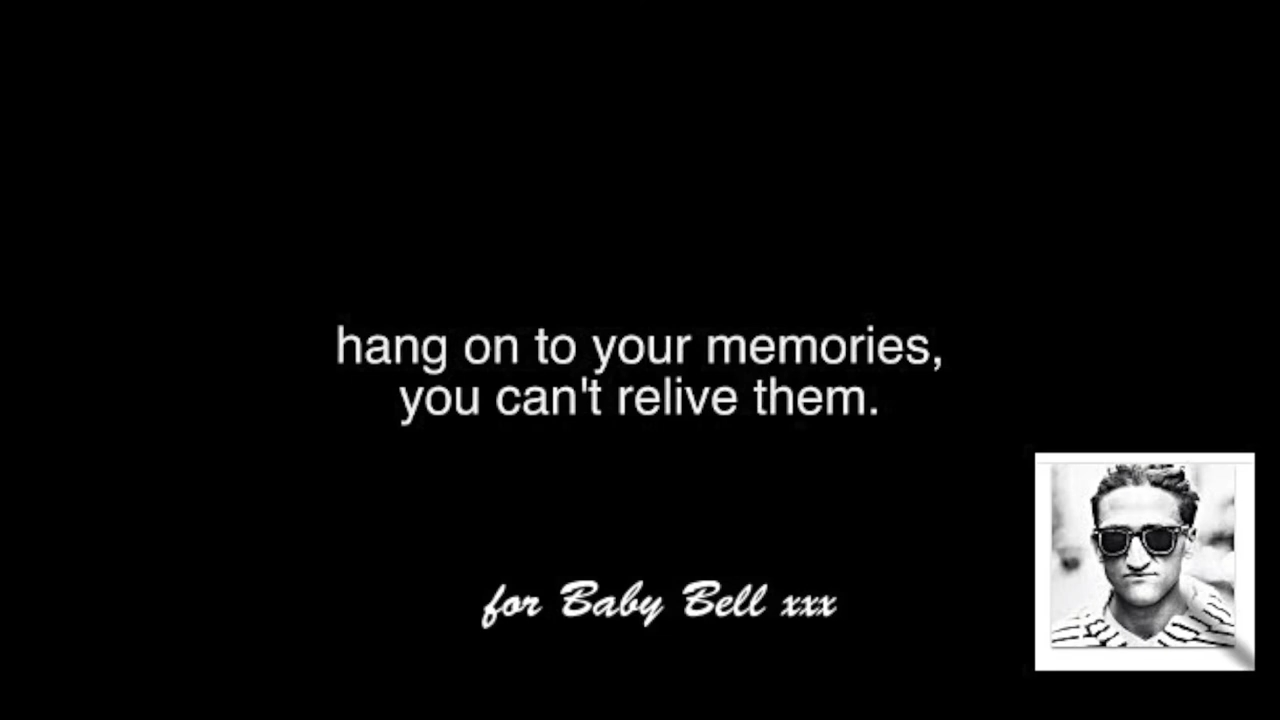 hang on to your memories,
you can't relive them.
for Baby Bell xxx